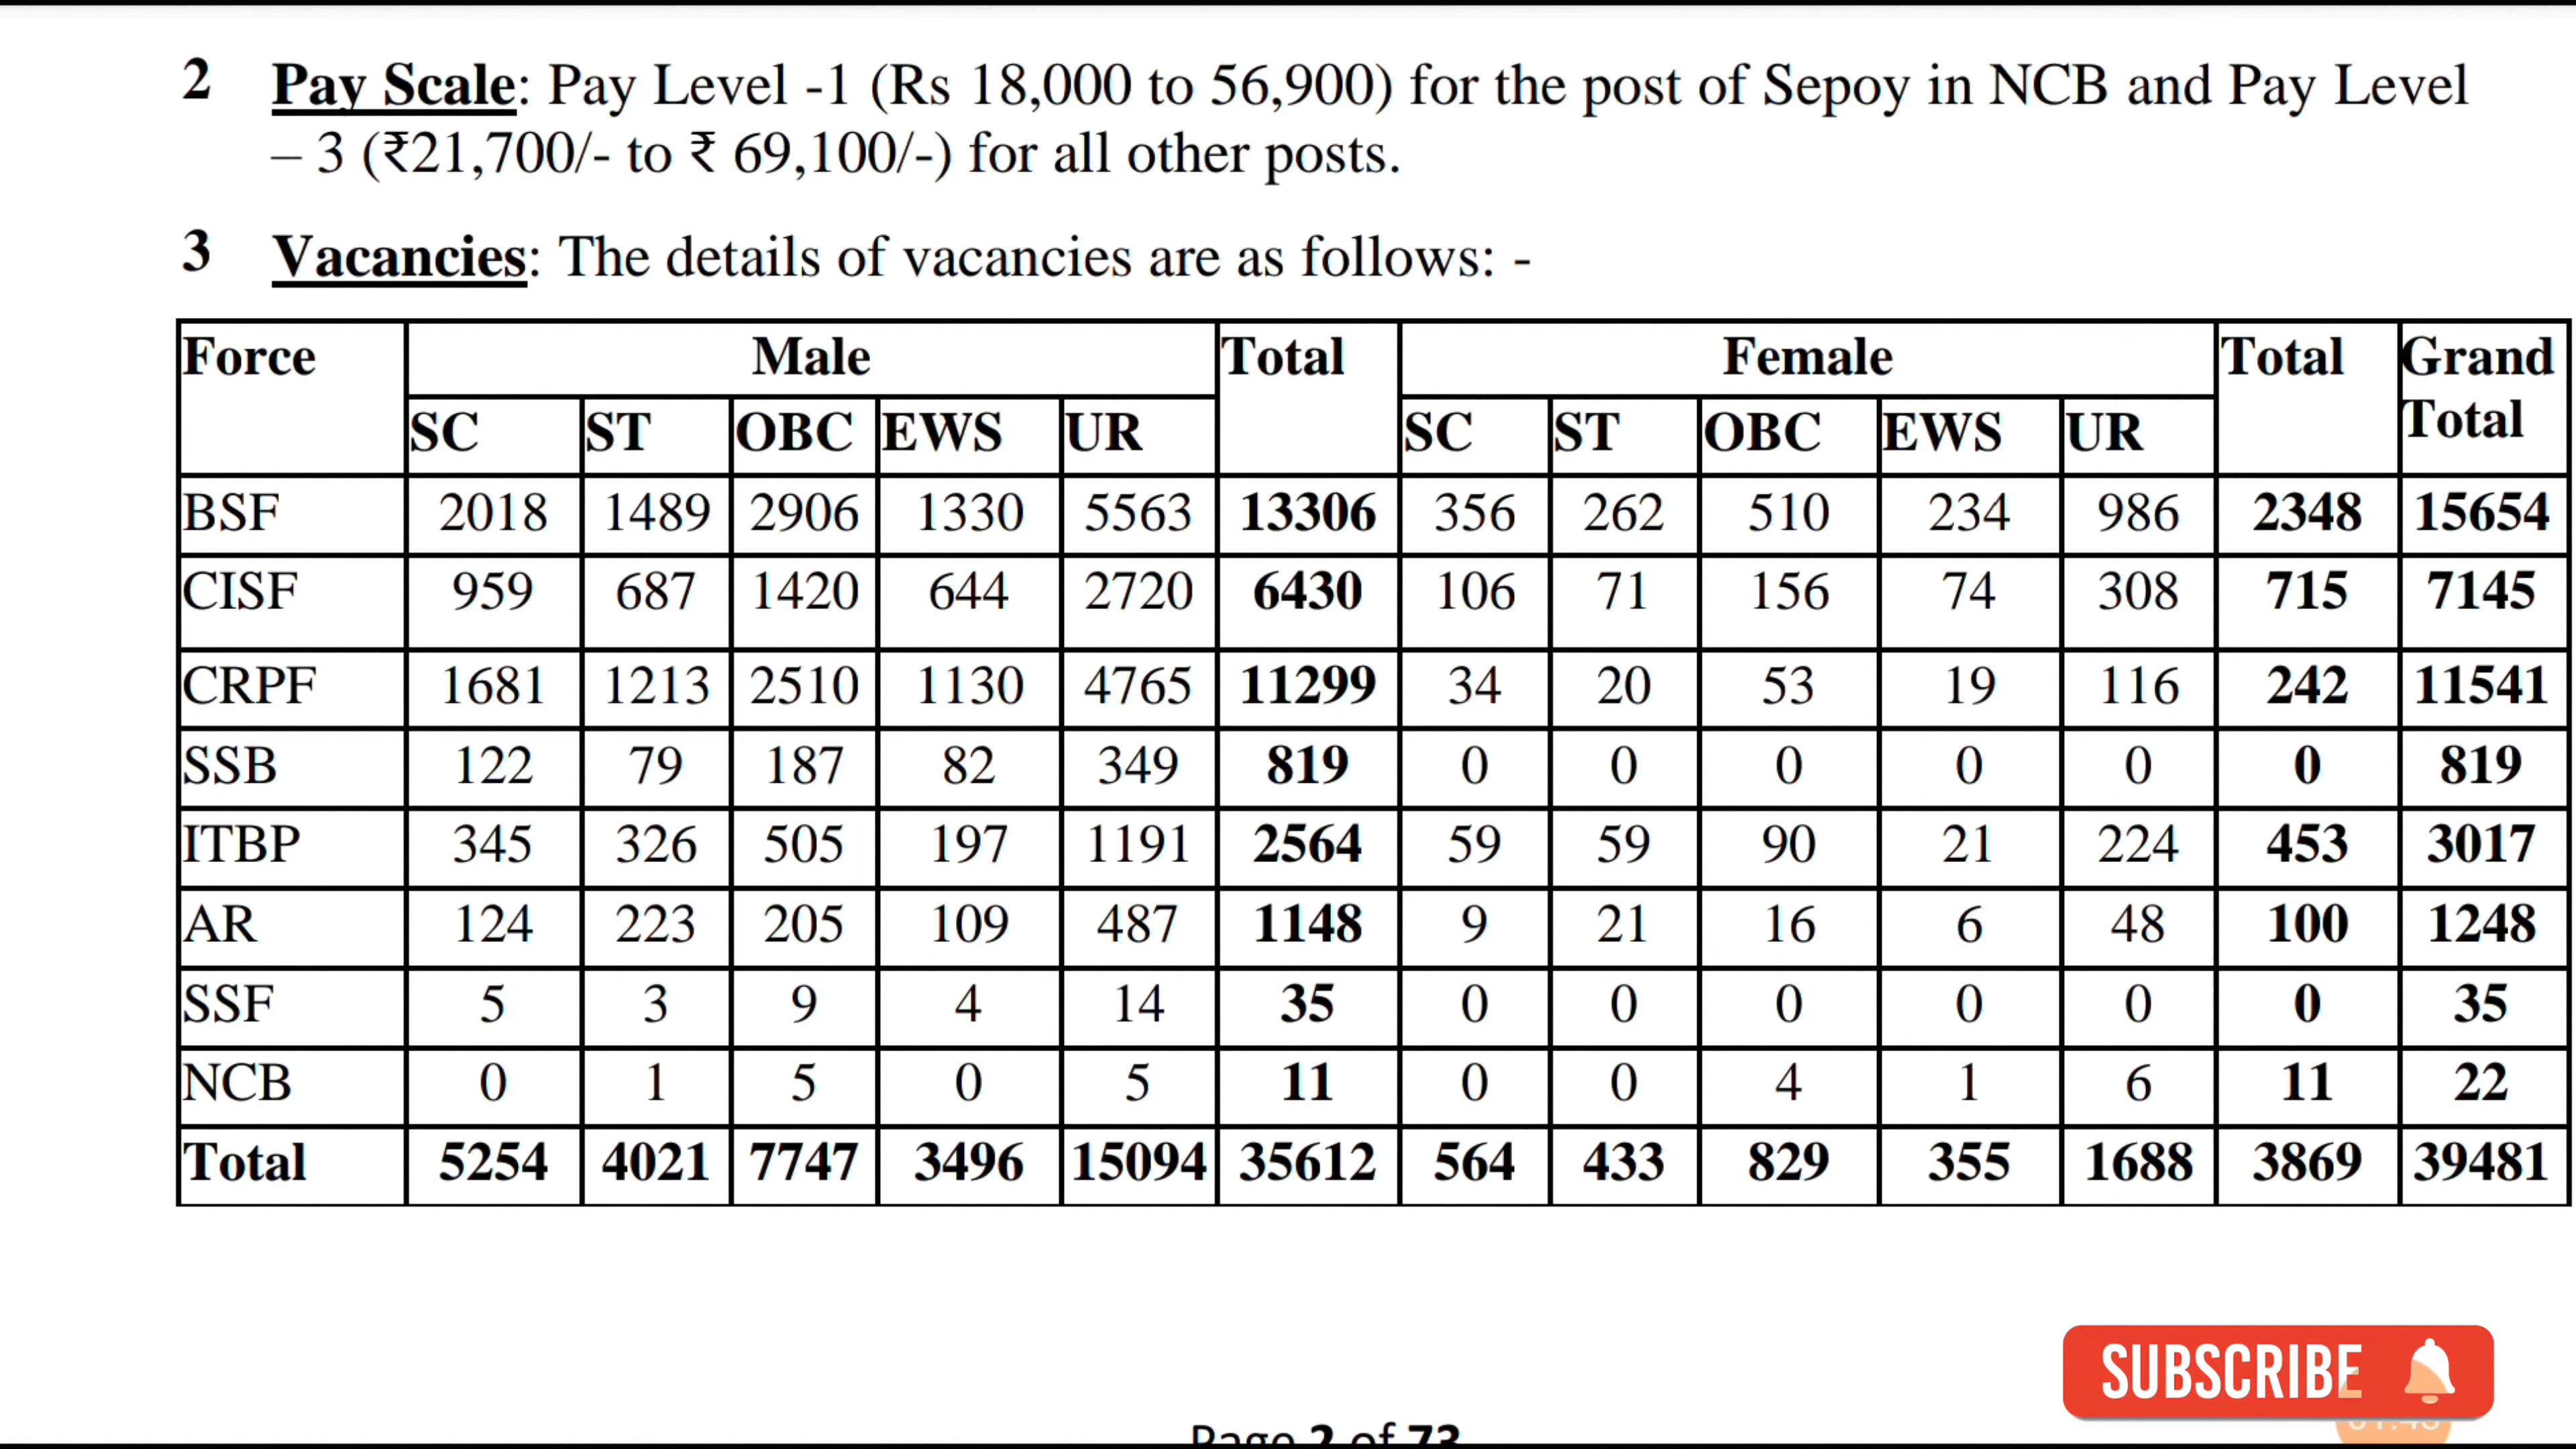 2 Pay Scale: Pay Level -1 (Rs 18,000 to 56,900) for the post of Sepoy in NCB and Pay Level
– 3 (₹21,700/- to ₹ 69,100/-) for all other posts.
3 Vacancies: The details of vacancies are as follows: -
Force Male Total Female Total Grand Total
SC ST OBC EWS UR SC ST OBC EWS UR
BSF 2018 1489 2906 1330 5563 13306 356 262 510 234 986 2348 15654
CISF 959 687 1420 644 2720 6430 106 71 156 74 308 715 7145
CRPF 1681 1213 2510 1130 4765 11299 34 20 53 19 116 242 11541
SSB 122 79 187 82 349 819 0 0 0 0 0 0 819
ITBP 345 326 505 197 1191 2564 59 59 90 21 224 453 3017
AR 124 223 205 109 487 1148 9 21 16 6 48 100 1248
SSF 5 3 9 4 14 35 0 0 0 0 0 0 35
NCB 0 1 5 0 5 11 0 0 4 1 6 11 22
Total 5254 4021 7747 3496 15094 35612 564 433 829 355 1688 3869 39481
SUBSCRIBE
Page 2 of 73